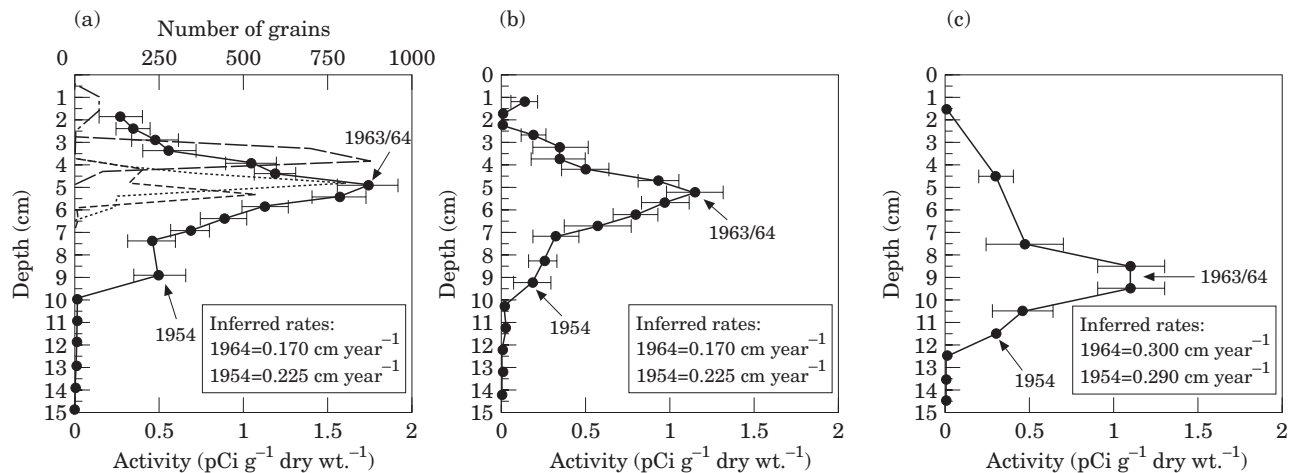 (a)
Number of grains
0 250 500 750 1000
0
1
2
3
4
5
6
7
8
9
10
11
12
13
14
15
Depth (cm)
1963/64
1954
Inferred rates:
1964=0.170 cm year⁻¹
1954=0.225 cm year⁻¹
0 0.5 1 1.5 2
Activity (pCi g⁻¹ dry wt.⁻¹)
(b)
0
1
2
3
4
5
6
7
8
9
10
11
12
13
14
15
Depth (cm)
1963/64
1954
Inferred rates:
1964=0.170 cm year⁻¹
1954=0.225 cm year⁻¹
0 0.5 1 1.5 2
Activity (pCi g⁻¹ dry wt.⁻¹)
(c)
0
1
2
3
4
5
6
7
8
9
10
11
12
13
14
15
Depth (cm)
1963/64
1954
Inferred rates:
1964=0.300 cm year⁻¹
1954=0.290 cm year⁻¹
0 0.5 1 1.5 2
Activity (pCi g⁻¹ dry wt.⁻¹)